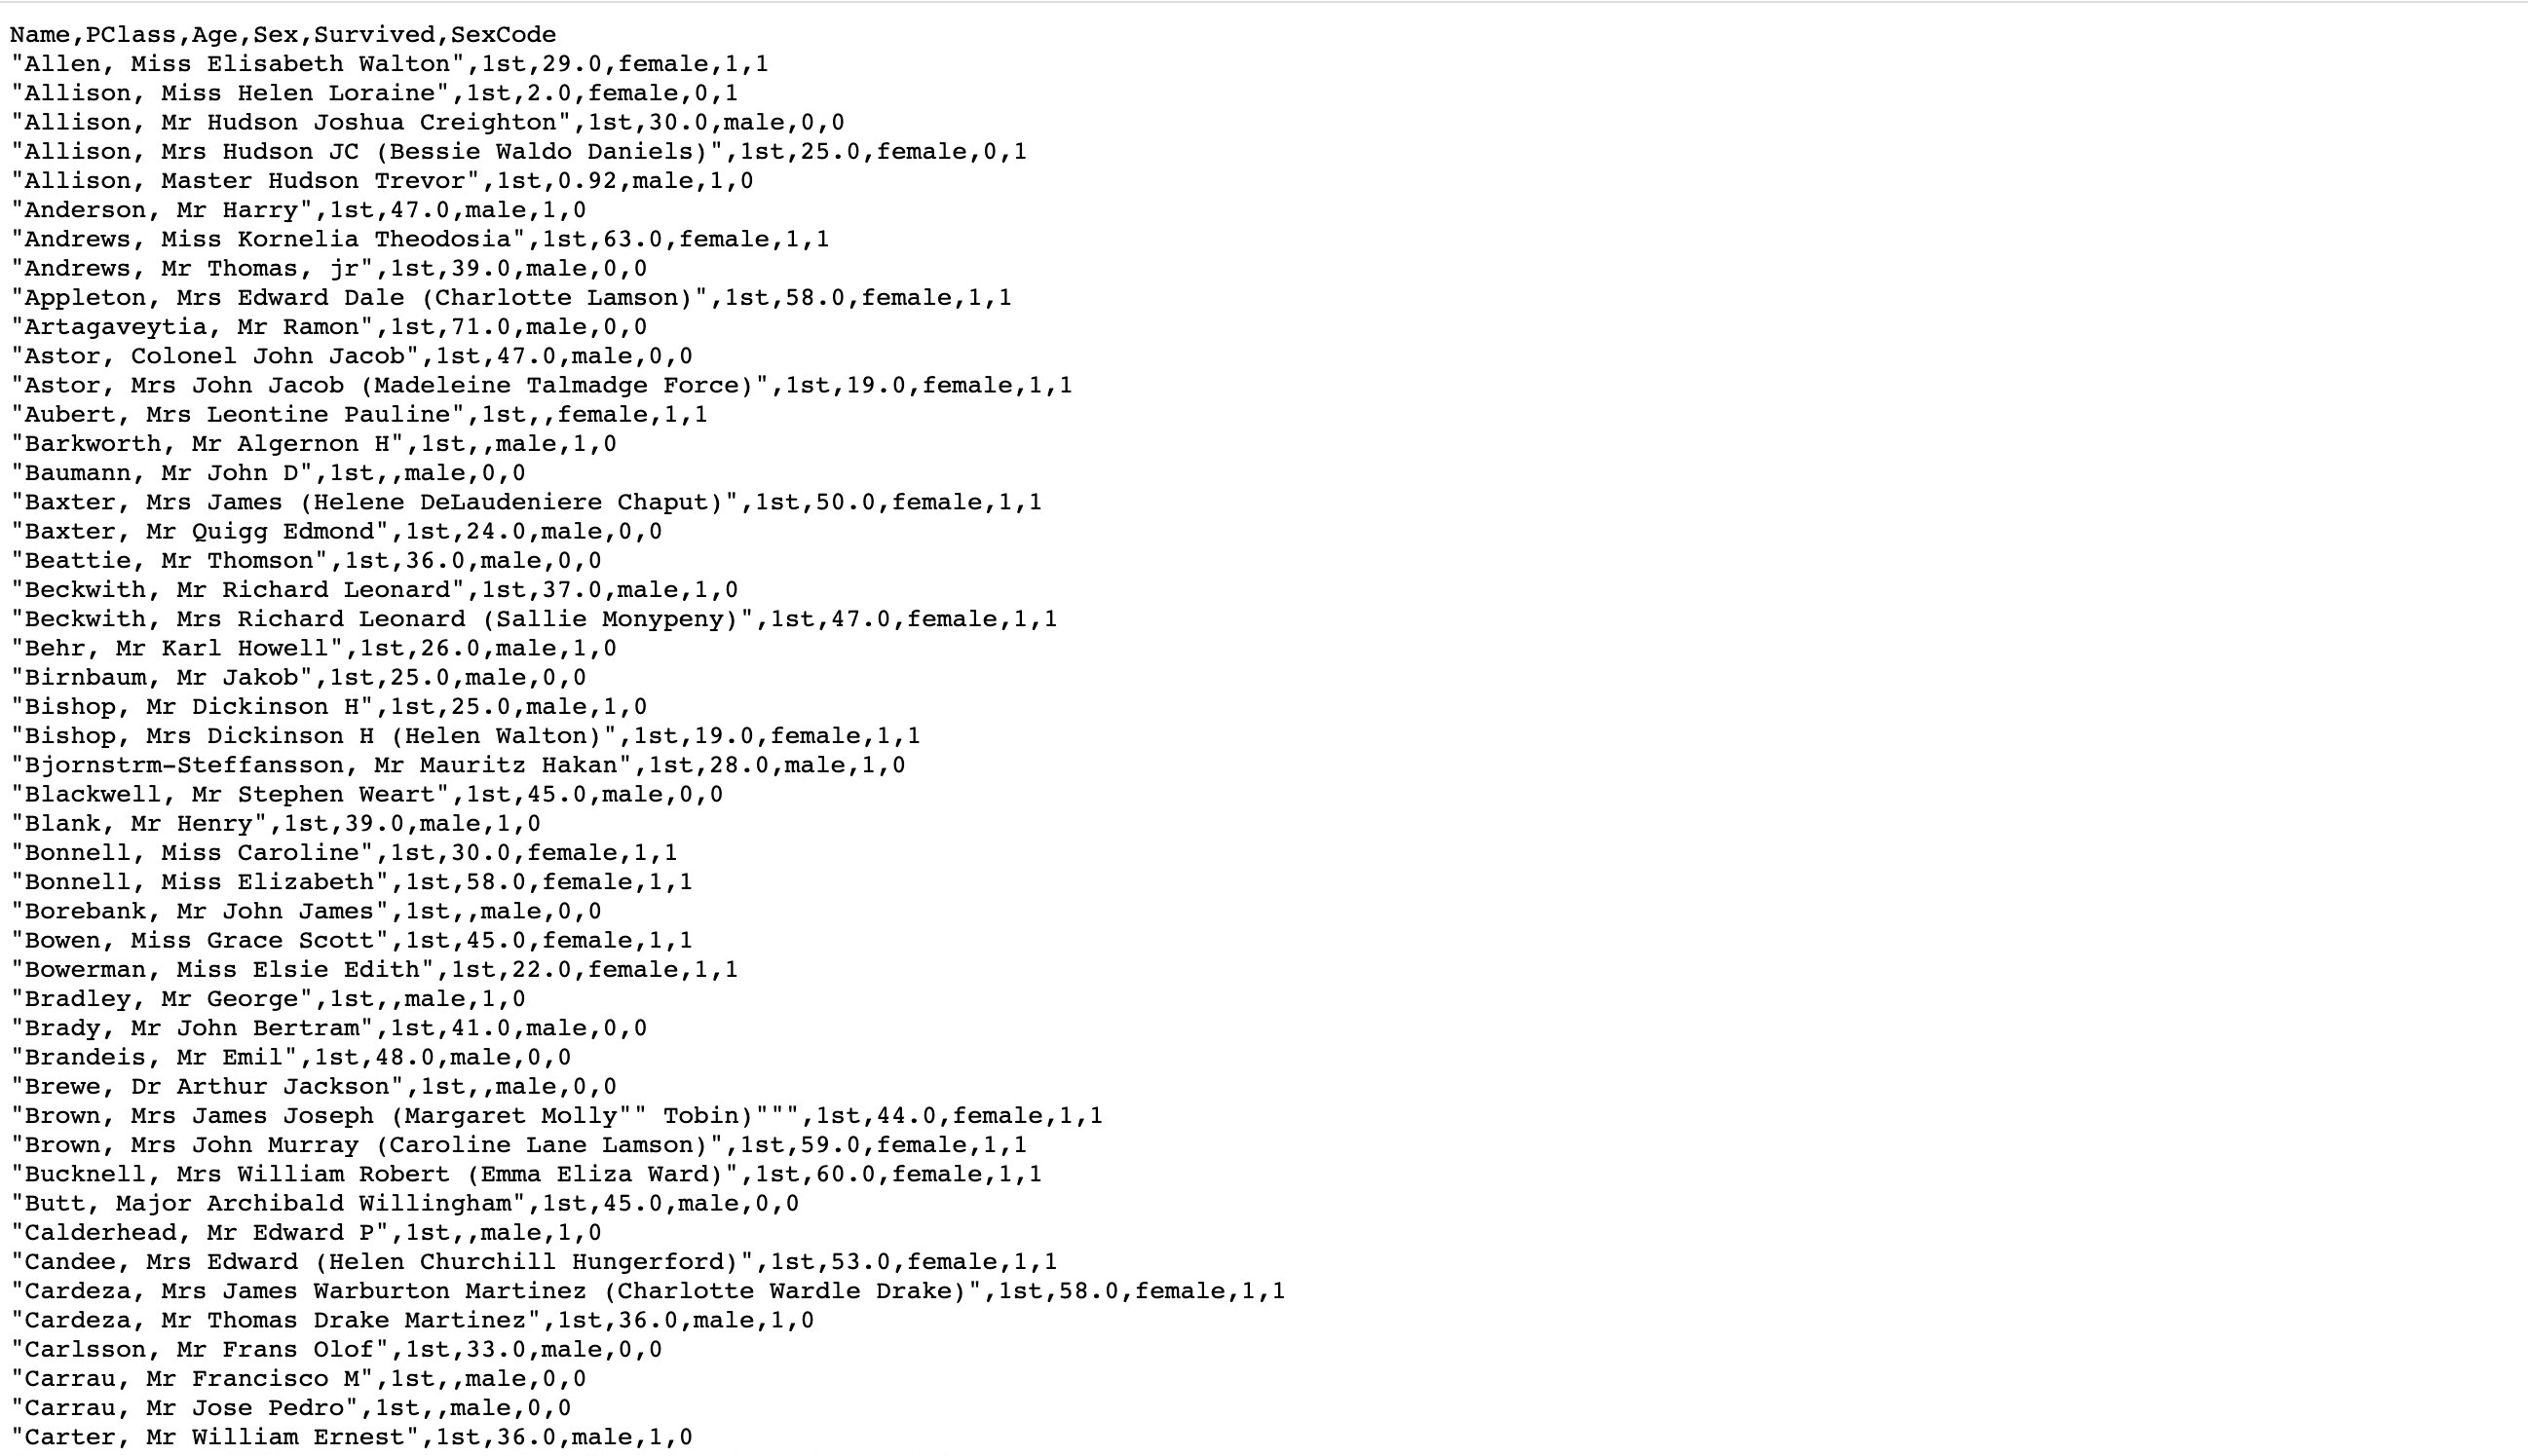 Name,PClass,Age,Sex,Survived,SexCode
"Allen, Miss Elisabeth Walton",1st,29.0,female,1,1
"Allison, Miss Helen Loraine",1st,2.0,female,0,1
"Allison, Mr Hudson Joshua Creighton",1st,30.0,male,0,0
"Allison, Mrs Hudson JC (Bessie Waldo Daniels)",1st,25.0,female,0,1
"Allison, Master Hudson Trevor",1st,0.92,male,1,0
"Anderson, Mr Harry",1st,47.0,male,1,0
"Andrews, Miss Kornelia Theodosia",1st,63.0,female,1,1
"Andrews, Mr Thomas, jr",1st,39.0,male,0,0
"Appleton, Mrs Edward Dale (Charlotte Lamson)",1st,58.0,female,1,1
"Artagaveytia, Mr Ramon",1st,71.0,male,0,0
"Astor, Colonel John Jacob",1st,47.0,male,0,0
"Astor, Mrs John Jacob (Madeleine Talmadge Force)",1st,19.0,female,1,1
"Aubert, Mrs Leontine Pauline",1st,,female,1,1
"Barkworth, Mr Algernon H",1st,,male,1,0
"Baumann, Mr John D",1st,,male,0,0
"Baxter, Mrs James (Helene DeLaudeniere Chaput)",1st,50.0,female,1,1
"Baxter, Mr Quigg Edmond",1st,24.0,male,0,0
"Beattie, Mr Thomson",1st,36.0,male,0,0
"Beckwith, Mr Richard Leonard",1st,37.0,male,1,0
"Beckwith, Mrs Richard Leonard (Sallie Monypeny)",1st,47.0,female,1,1
"Behr, Mr Karl Howell",1st,26.0,male,1,0
"Birnbaum, Mr Jakob",1st,25.0,male,0,0
"Bishop, Mr Dickinson H",1st,25.0,male,1,0
"Bishop, Mrs Dickinson H (Helen Walton)",1st,19.0,female,1,1
"Bjornstrm-Steffansson, Mr Mauritz Hakan",1st,28.0,male,1,0
"Blackwell, Mr Stephen Weart",1st,45.0,male,0,0
"Blank, Mr Henry",1st,39.0,male,1,0
"Bonnell, Miss Caroline",1st,30.0,female,1,1
"Bonnell, Miss Elizabeth",1st,58.0,female,1,1
"Borebank, Mr John James",1st,,male,0,0
"Bowen, Miss Grace Scott",1st,45.0,female,1,1
"Bowerman, Miss Elsie Edith",1st,22.0,female,1,1
"Bradley, Mr George",1st,,male,1,0
"Brady, Mr John Bertram",1st,41.0,male,0,0
"Brandeis, Mr Emil",1st,48.0,male,0,0
"Brewe, Dr Arthur Jackson",1st,,male,0,0
"Brown, Mrs James Joseph (Margaret Molly"" Tobin)""",1st,44.0,female,1,1
"Brown, Mrs John Murray (Caroline Lane Lamson)",1st,59.0,female,1,1
"Bucknell, Mrs William Robert (Emma Eliza Ward)",1st,60.0,female,1,1
"Butt, Major Archibald Willingham",1st,45.0,male,0,0
"Calderhead, Mr Edward P",1st,,male,1,0
"Candee, Mrs Edward (Helen Churchill Hungerford)",1st,53.0,female,1,1
"Cardeza, Mrs James Warburton Martinez (Charlotte Wardle Drake)",1st,58.0,female,1,1
"Cardeza, Mr Thomas Drake Martinez",1st,36.0,male,1,0
"Carlsson, Mr Frans Olof",1st,33.0,male,0,0
"Carrau, Mr Francisco M",1st,,male,0,0
"Carrau, Mr Jose Pedro",1st,,male,0,0
"Carter, Mr William Ernest",1st,36.0,male,1,0